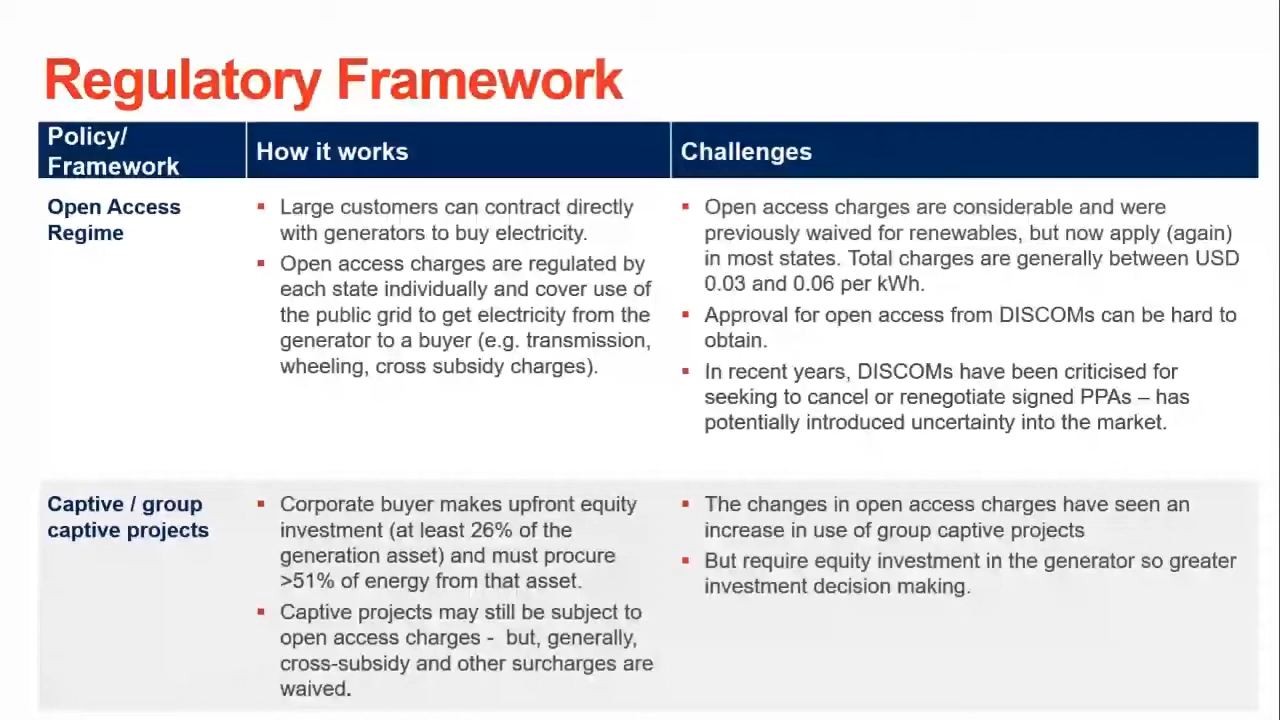 Regulatory Framework
Policy/
Framework
How it works
Challenges
Open Access
Regime
▪ Large customers can contract directly
with generators to buy electricity.
▪ Open access charges are regulated by
each state individually and cover use of
the public grid to get electricity from the
generator to a buyer (e.g. transmission,
wheeling, cross subsidy charges).
▪ Open access charges are considerable and were
previously waived for renewables, but now apply (again)
in most states. Total charges are generally between USD
0.03 and 0.06 per kWh.
▪ Approval for open access from DISCOMs can be hard to
obtain.
▪ In recent years, DISCOMs have been criticised for
seeking to cancel or renegotiate signed PPAs – has
potentially introduced uncertainty into the market.
Captive / group
captive projects
▪ Corporate buyer makes upfront equity
investment (at least 26% of the
generation asset) and must procure
>51% of energy from that asset.
▪ Captive projects may still be subject to
open access charges - but, generally,
cross-subsidy and other surcharges are
waived.
▪ The changes in open access charges have seen an
increase in use of group captive projects
▪ But require equity investment in the generator so greater
investment decision making.